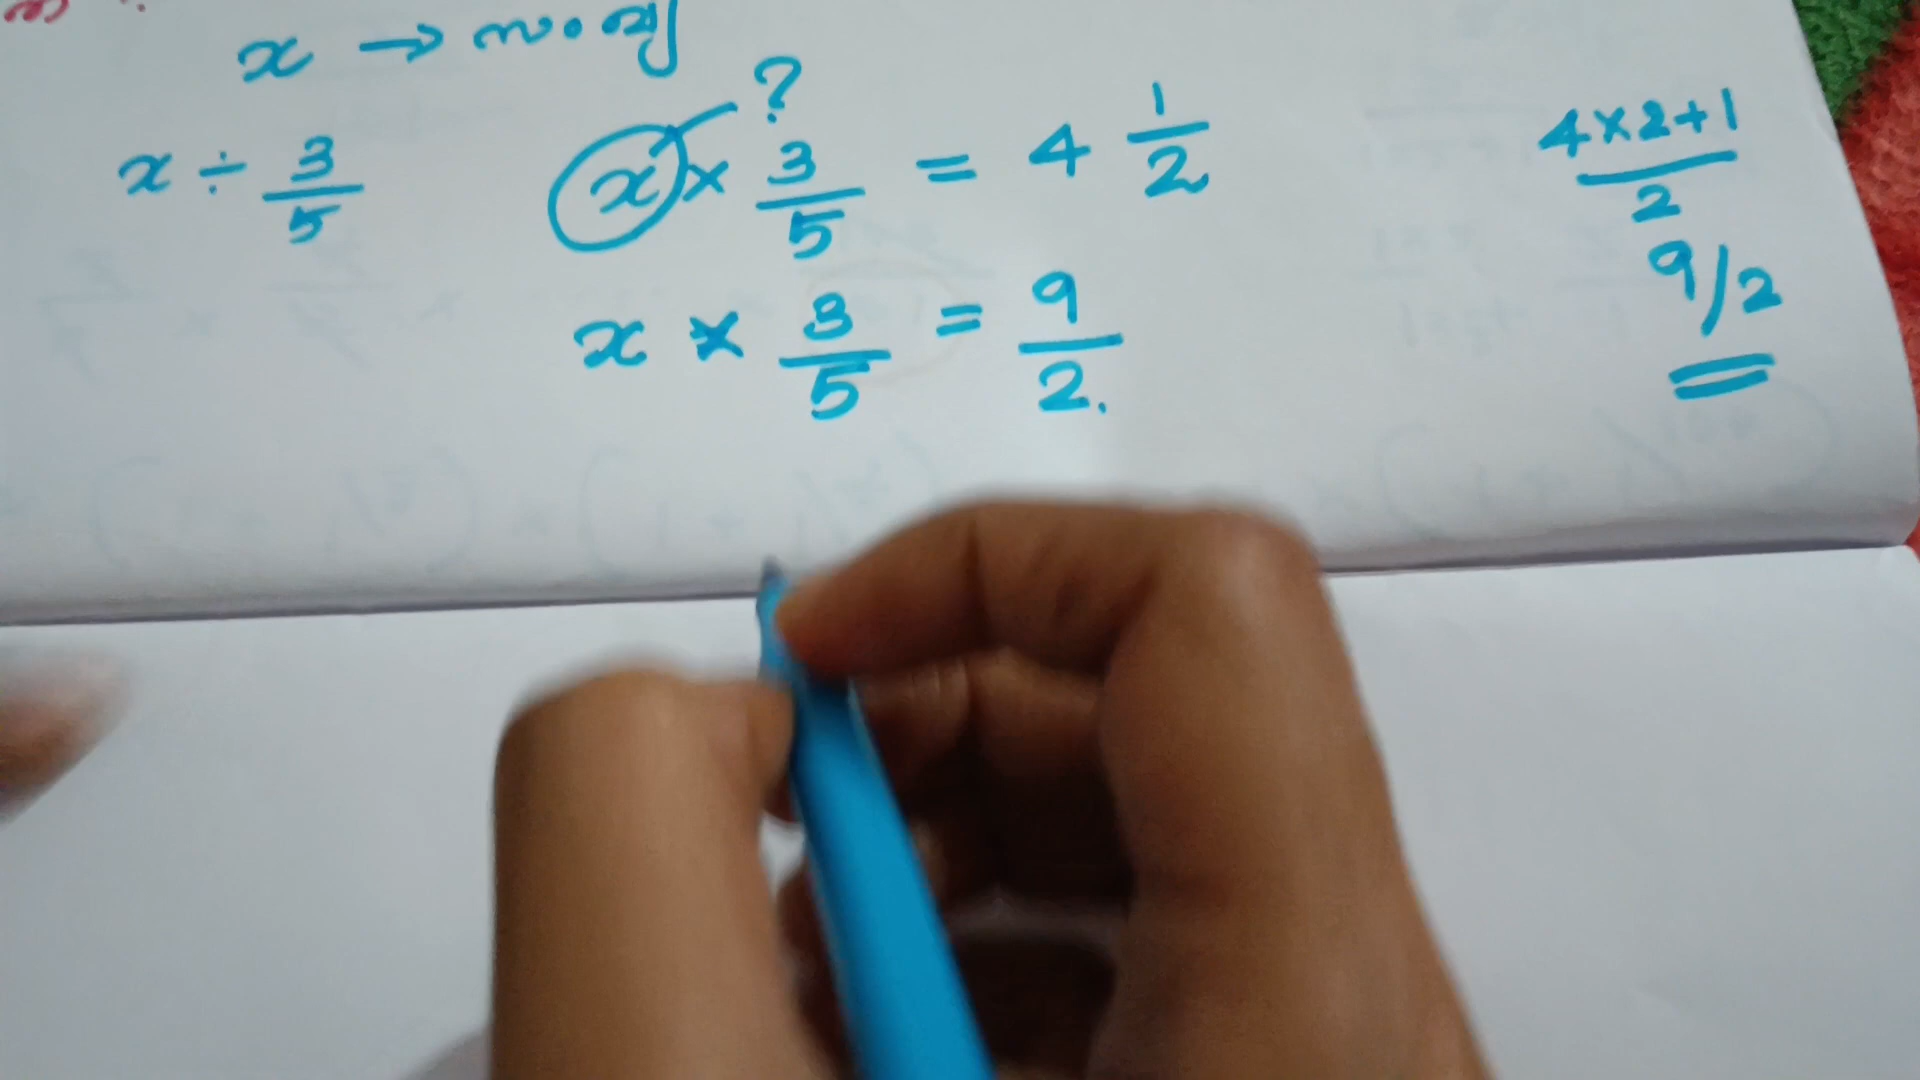 x → സംഖ്യ
x ÷ 3/5
x × 3/5 = 4 1/2
?
x × 3/5 = 9/2.
4×2+1/2
9/2